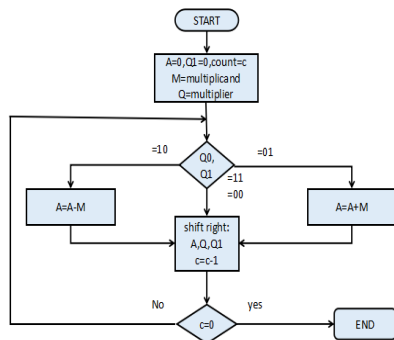 START
A=0,Q1=0,count=c
M=multiplicand
Q=multiplier
=10
Q0,
Q1
=01
=11
=00
A=A-M
A=A+M
shift right:
A,Q,Q1
c=c-1
No
yes
c=0
END